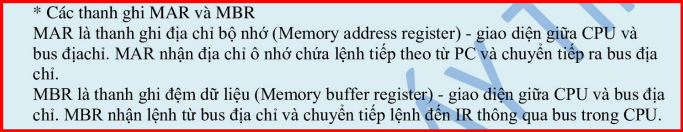 * Các thanh ghi MAR và MBR
MAR là thanh ghi địa chỉ bộ nhớ (Memory address register) - giao diện giữa CPU và
bus địachỉ. MAR nhận địa chỉ ô nhớ chứa lệnh tiếp theo từ PC và chuyển tiếp ra bus địa
chỉ.
MBR là thanh ghi đệm dữ liệu (Memory buffer register) - giao diện giữa CPU và bus địa
chỉ. MBR nhận lệnh từ bus địa chỉ và chuyển tiếp lệnh đến IR thông qua bus trong CPU.